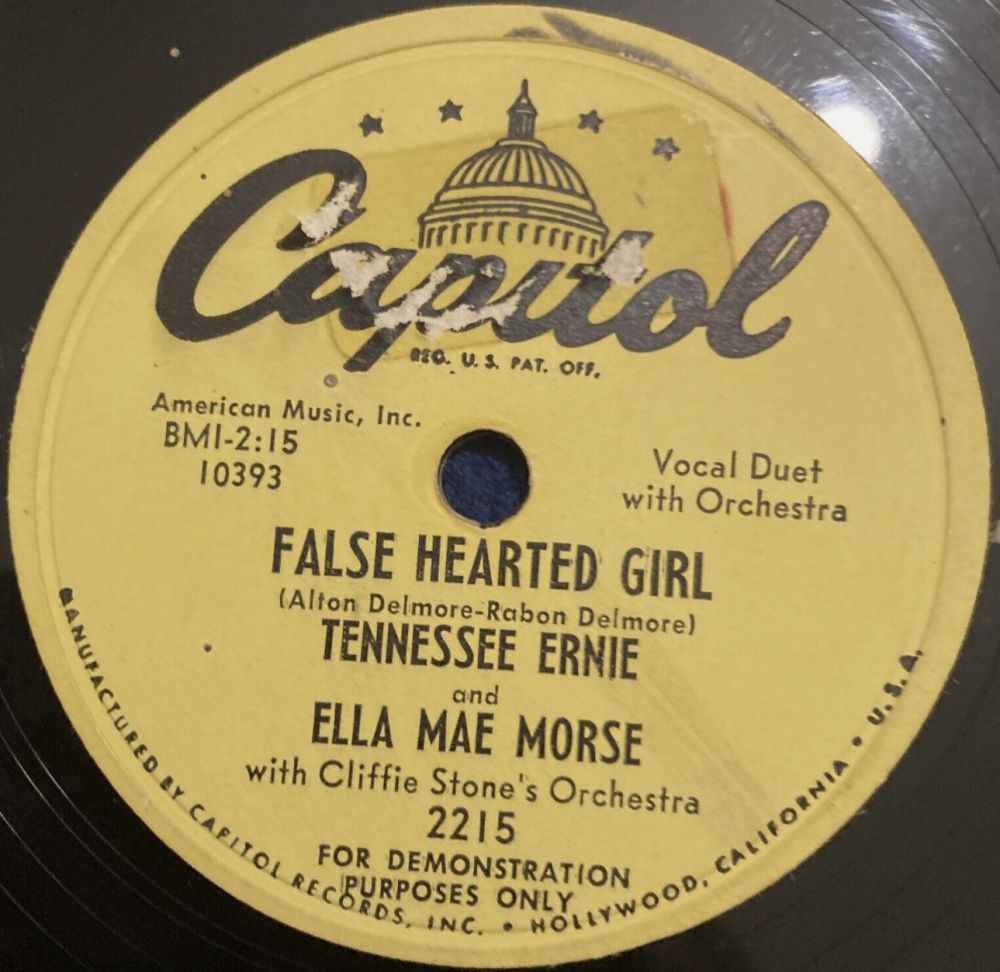 Capitol
REG. U.S. PAT. OFF.
American Music, Inc.
BMI-2:15
10393
Vocal Duet
with Orchestra
FALSE HEARTED GIRL
(Alton Delmore-Rabon Delmore)
TENNESSEE ERNIE
and
ELLA MAE MORSE
with Cliffie Stone's Orchestra
2215
FOR DEMONSTRATION
PURPOSES ONLY
MANUFACTURED BY CAPITOL RECORDS, INC. • HOLLYWOOD, CALIFORNIA • U.S.A.